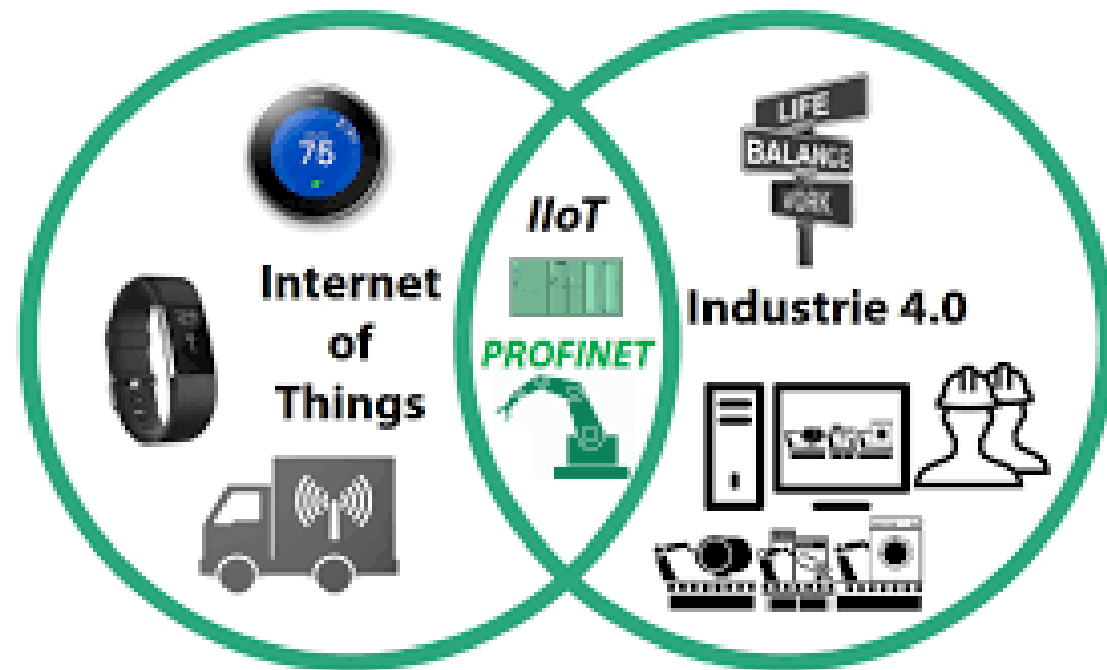 75
Internet
of
Things
IIoT
PROFINET
LIFE
BALANCE
WORK
Industrie 4.0